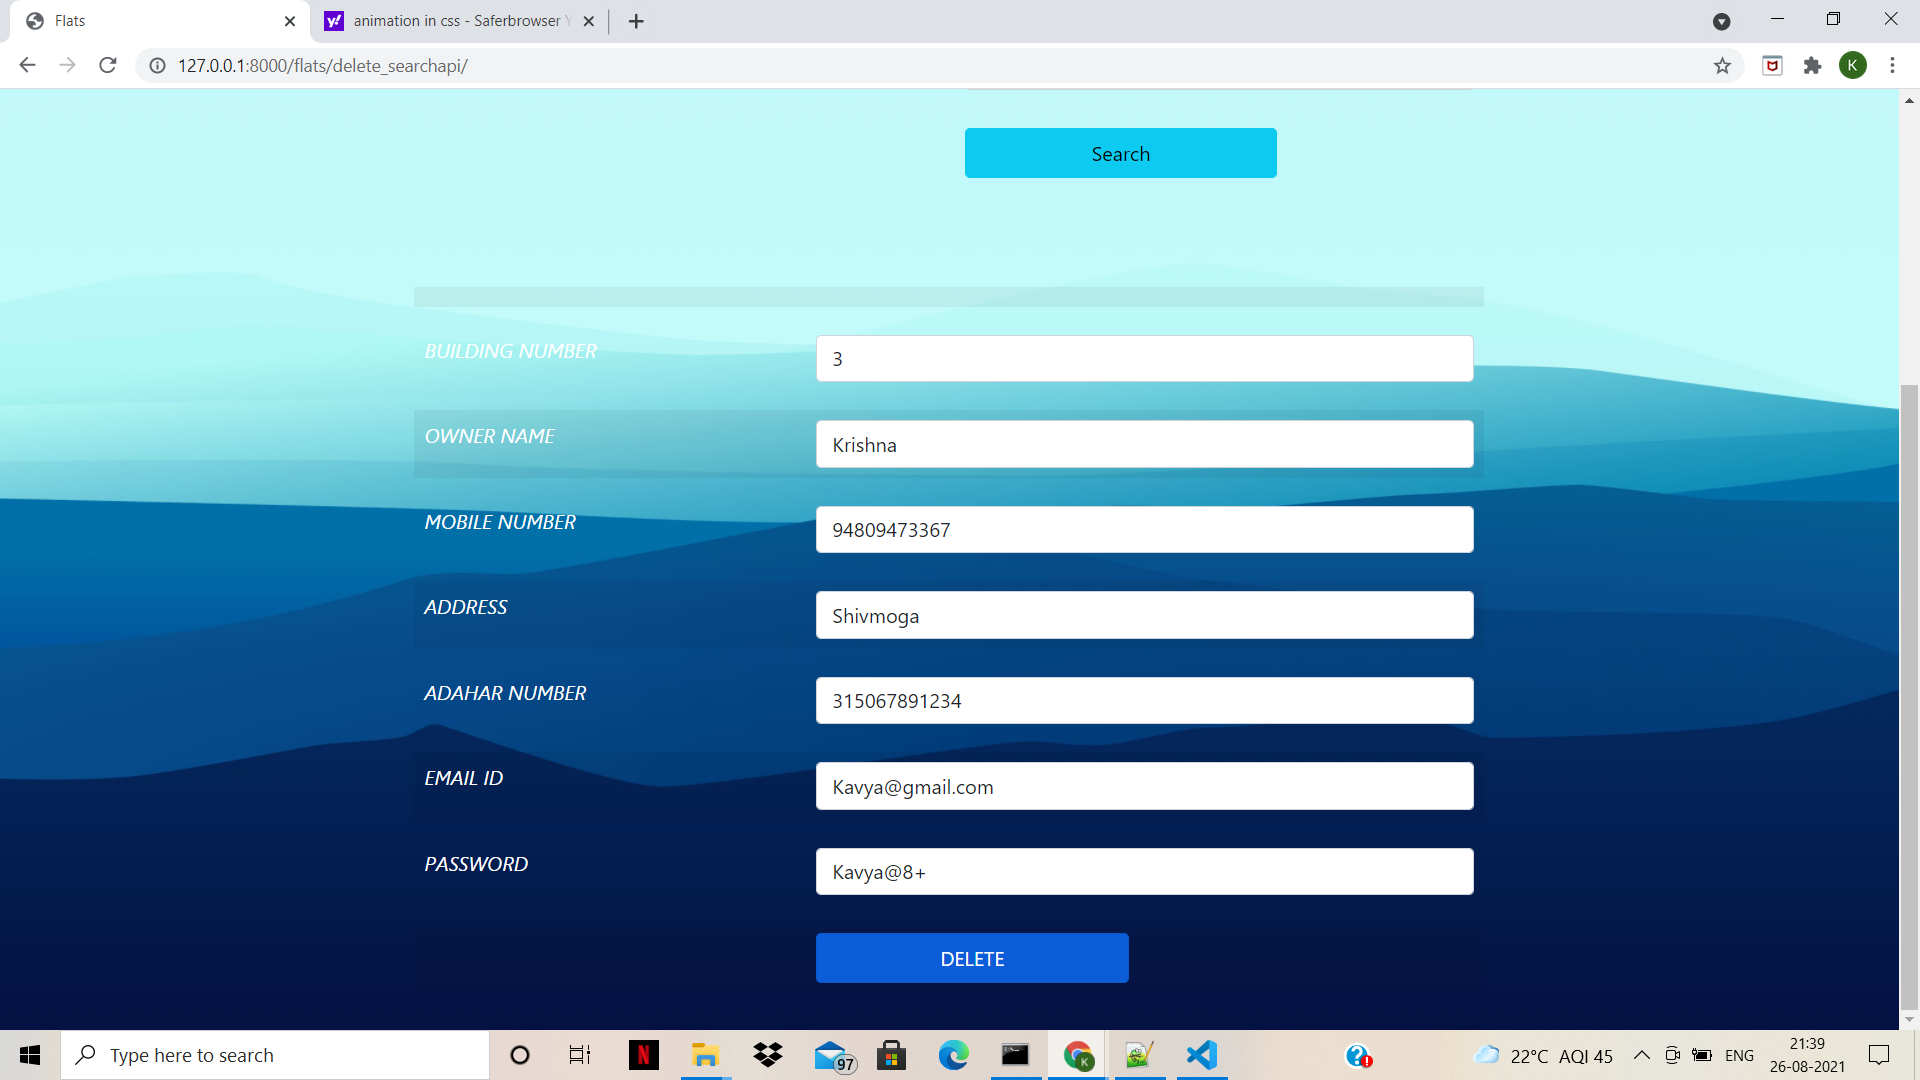 Flats
animation in css - Saferbrowser Y
127.0.0.1:8000/flats/delete_searchapi/
K
Search
BUILDING NUMBER
3
OWNER NAME
Krishna
MOBILE NUMBER
94809473367
ADDRESS
Shivmoga
ADAHAR NUMBER
315067891234
EMAIL ID
Kavya@gmail.com
PASSWORD
Kavya@8+
DELETE
Type here to search
97
K
22°C AQI 45
ENG
21:39
26-08-2021